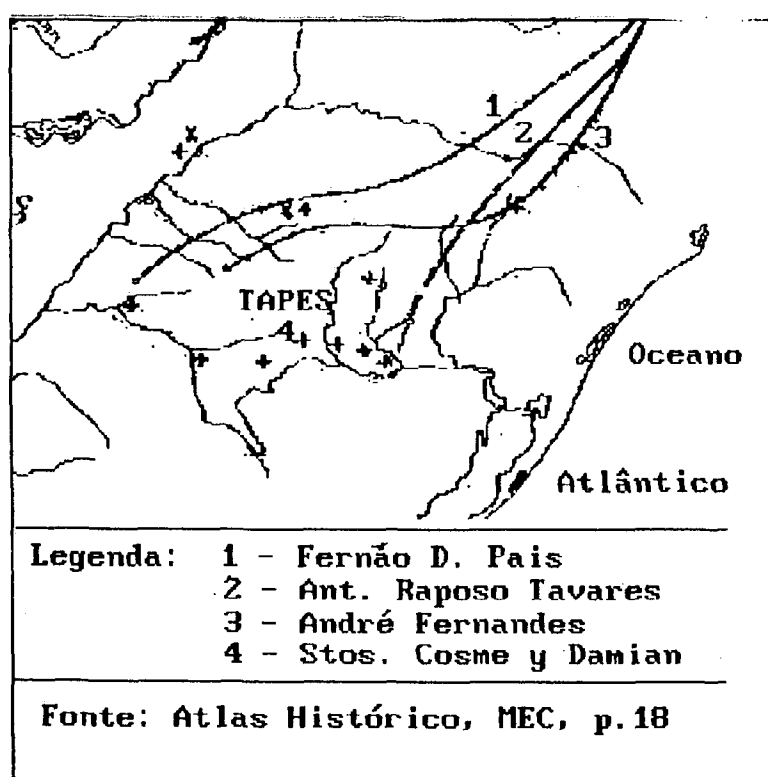 1
2
3
4
TAPES
4
Oceano
Atlântico
Legenda: 1 - Fernão D. Pais
2 - Ant. Raposo Tavares
3 - André Fernandes
4 - Stos. Cosme y Damian
Fonte: Atlas Histórico, MEC, p.18